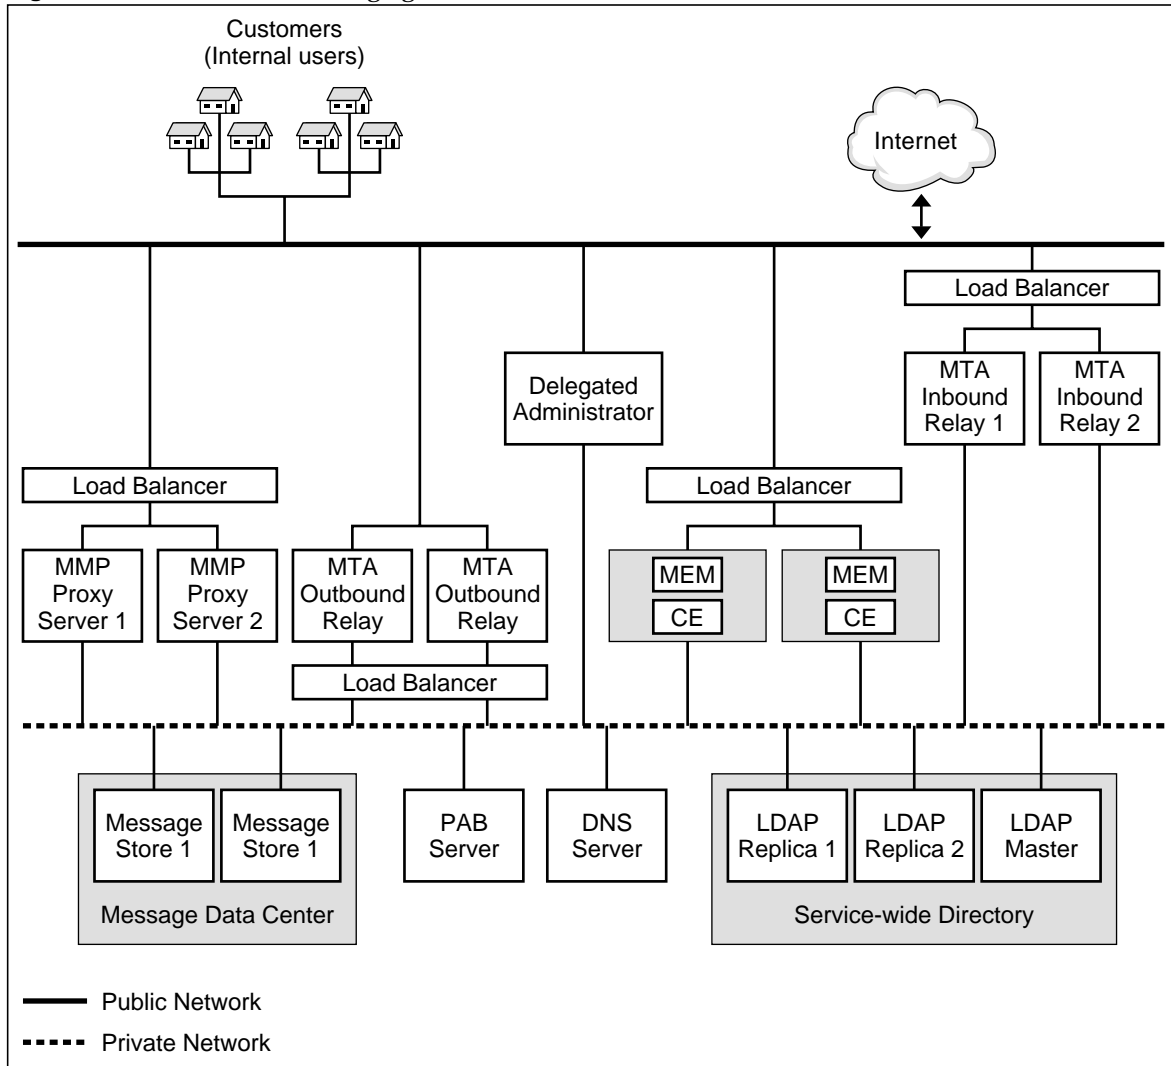 Customers
(Internal users)
Internet
Load Balancer
MTA
Inbound
Relay 1
MTA
Inbound
Relay 2
Delegated
Administrator
Load Balancer
Load Balancer
MMP
Proxy
Server 1
MMP
Proxy
Server 2
MTA
Outbound
Relay
MTA
Outbound
Relay
MEM
CE
MEM
CE
Load Balancer
Message
Store 1
Message
Store 1
Message Data Center
PAB
Server
DNS
Server
LDAP
Replica 1
LDAP
Replica 2
LDAP
Master
Service-wide Directory
Public Network
Private Network